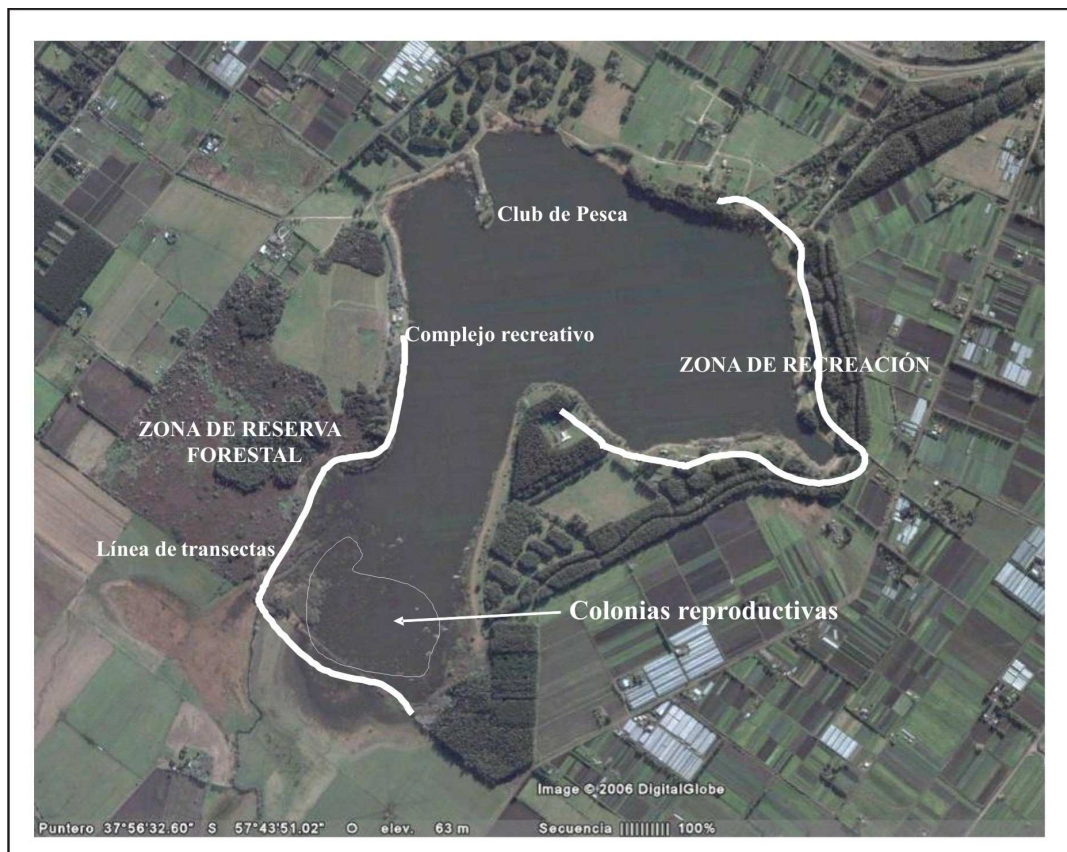 Club de Pesca
Complejo recreativo
ZONA DE RECREACIÓN
ZONA DE RESERVA
FORESTAL
Línea de transectas
Colonias reproductivas
Image © 2006 DigitalGlobe
Puntero 37°56'32.60" S 57°43'51.02" O elev. 63 m Secuencia |||||||||| 100%